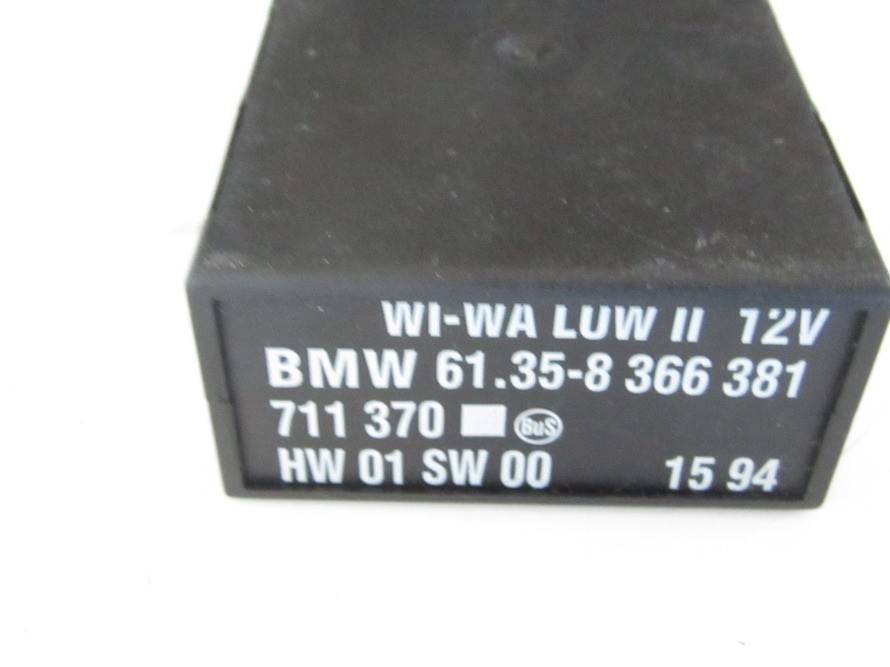 WI-WA LUW II 12V
BMW 61.35-8 366 381
711 370 BuS
HW 01 SW 00 15 94